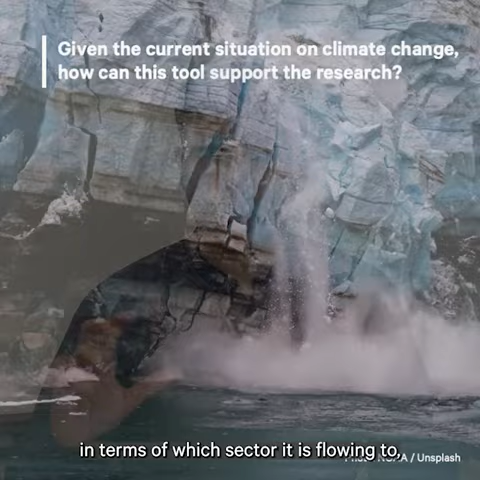 Given the current situation on climate change,
how can this tool support the research?
in terms of which sector it is flowing to,
/ Unsplash